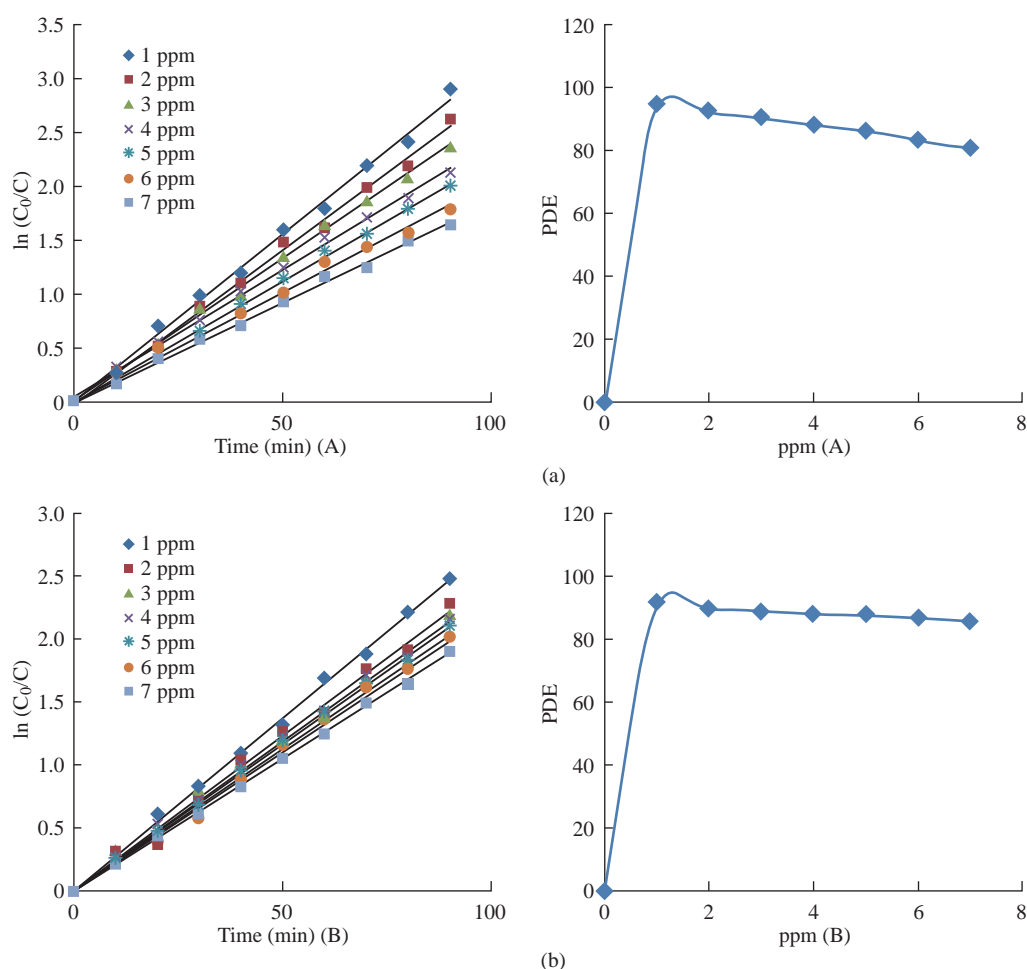 3.5
3.0
2.5
2.0
1.5
1.0
0.5
0
ln (C₀/C)
1 ppm
2 ppm
3 ppm
4 ppm
5 ppm
6 ppm
7 ppm
0
50
100
Time (min) (A)
120
100
80
60
40
20
0
PDE
0
2
4
6
8
ppm (A)
(a)
3.0
2.5
2.0
1.5
1.0
0.5
0
ln (C₀/C)
1 ppm
2 ppm
3 ppm
4 ppm
5 ppm
6 ppm
7 ppm
0
50
100
Time (min) (B)
120
100
80
60
40
20
0
PDE
0
2
4
6
8
ppm (B)
(b)